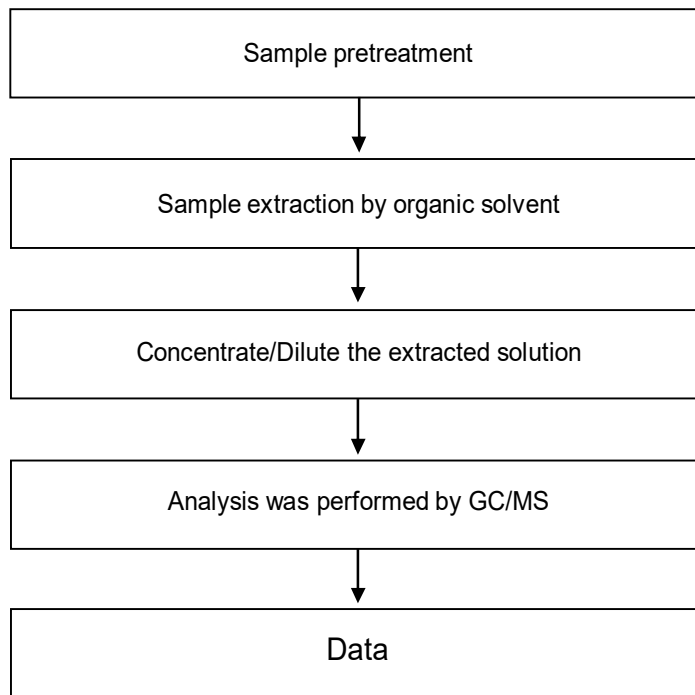 Sample pretreatment
Sample extraction by organic solvent
Concentrate/Dilute the extracted solution
Analysis was performed by GC/MS
Data